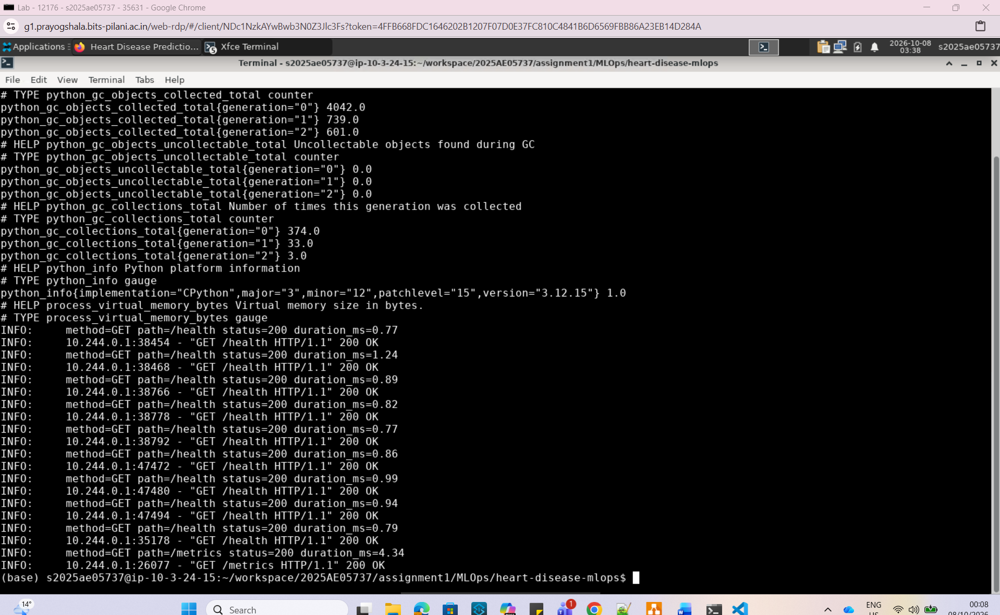 Lab - 12176 - s2025ae05737 - 35631 - Google Chrome
g1.prayogshala.bits-pilani.ac.in/web-rdp/#/client/NDc1NzkAYwBwb3N0Z3Jlc3Fs?token=4FFB668FDC1646202B1207F07D0E37FC810C4841B6D6569FBB86A23EB14D284A
Applications
Heart Disease Predictio...
5
Xfce Terminal
2026-10-08
03:38
s2025ae05737
Terminal - s2025ae05737@ip-10-3-24-15:~/workspace/2025AE05737/assignment1/MLOps/heart-disease-mlops
File Edit View Terminal Tabs Help
# TYPE python_gc_objects_collected_total counter
python_gc_objects_collected_total{generation="0"} 4042.0
python_gc_objects_collected_total{generation="1"} 739.0
python_gc_objects_collected_total{generation="2"} 601.0
# HELP python_gc_objects_uncollectable_total Uncollectable objects found during GC
# TYPE python_gc_objects_uncollectable_total counter
python_gc_objects_uncollectable_total{generation="0"} 0.0
python_gc_objects_uncollectable_total{generation="1"} 0.0
python_gc_objects_uncollectable_total{generation="2"} 0.0
# HELP python_gc_collections_total Number of times this generation was collected
# TYPE python_gc_collections_total counter
python_gc_collections_total{generation="0"} 374.0
python_gc_collections_total{generation="1"} 33.0
python_gc_collections_total{generation="2"} 3.0
# HELP python_info Python platform information
# TYPE python_info gauge
python_info{implementation="CPython",major="3",minor="12",patchlevel="15",version="3.12.15"} 1.0
# HELP process_virtual_memory_bytes Virtual memory size in bytes.
# TYPE process_virtual_memory_bytes gauge
INFO:     method=GET path=/health status=200 duration_ms=0.77
INFO:     10.244.0.1:38454 - "GET /health HTTP/1.1" 200 OK
INFO:     method=GET path=/health status=200 duration_ms=1.24
INFO:     10.244.0.1:38468 - "GET /health HTTP/1.1" 200 OK
INFO:     method=GET path=/health status=200 duration_ms=0.89
INFO:     10.244.0.1:38766 - "GET /health HTTP/1.1" 200 OK
INFO:     method=GET path=/health status=200 duration_ms=0.82
INFO:     10.244.0.1:38778 - "GET /health HTTP/1.1" 200 OK
INFO:     method=GET path=/health status=200 duration_ms=0.77
INFO:     10.244.0.1:38792 - "GET /health HTTP/1.1" 200 OK
INFO:     method=GET path=/health status=200 duration_ms=0.86
INFO:     10.244.0.1:47472 - "GET /health HTTP/1.1" 200 OK
INFO:     method=GET path=/health status=200 duration_ms=0.99
INFO:     10.244.0.1:47480 - "GET /health HTTP/1.1" 200 OK
INFO:     method=GET path=/health status=200 duration_ms=0.94
INFO:     10.244.0.1:47494 - "GET /health HTTP/1.1" 200 OK
INFO:     method=GET path=/health status=200 duration_ms=0.79
INFO:     10.244.0.1:35178 - "GET /health HTTP/1.1" 200 OK
INFO:     method=GET path=/metrics status=200 duration_ms=4.34
INFO:     10.244.0.1:26077 - "GET /metrics HTTP/1.1" 200 OK
(base) s2025ae05737@ip-10-3-24-15:~/workspace/2025AE05737/assignment1/MLOps/heart-disease-mlops$
14°
Search
1
ENG
US
00:08
08/10/2026